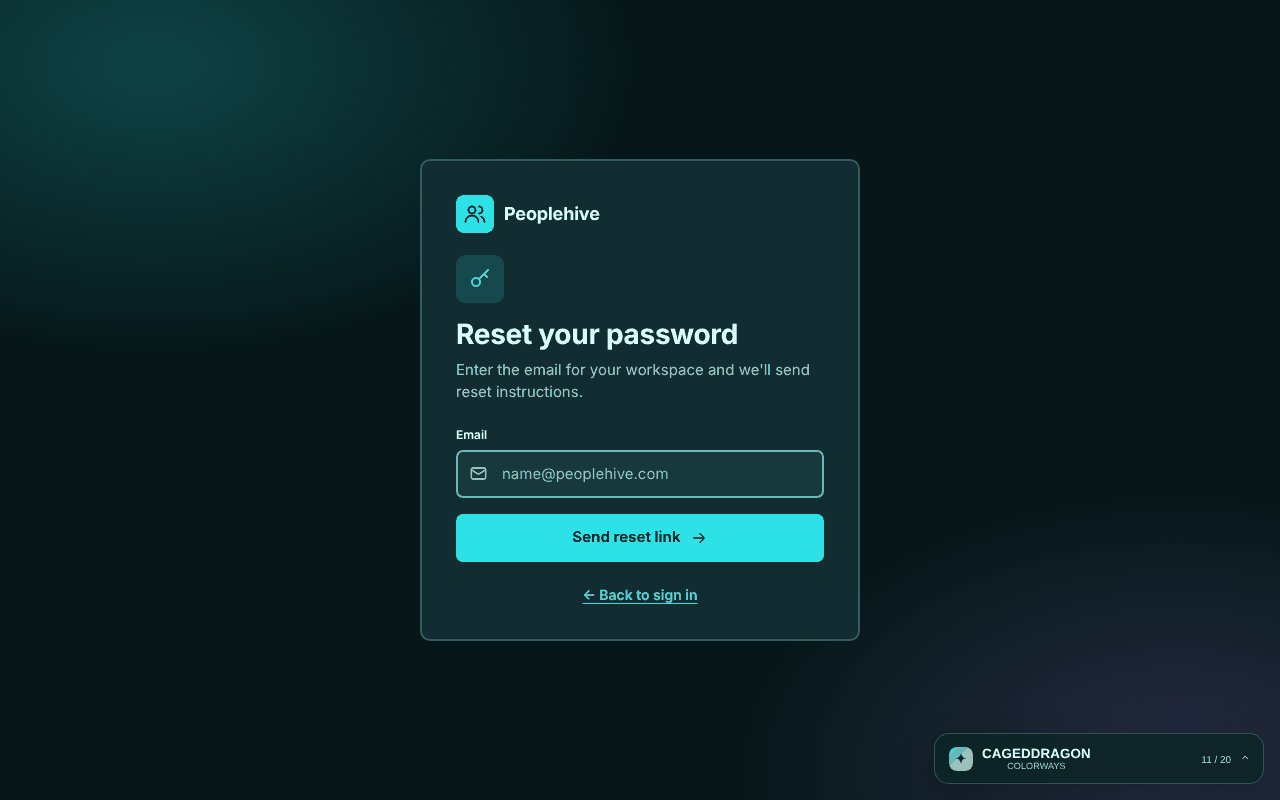 Peoplehive
Reset your password
Enter the email for your workspace and we'll send
reset instructions.
Email
name@peoplehive.com
Send reset link →
← Back to sign in
CAGEDDRAGON
COLORWAYS
11 / 20